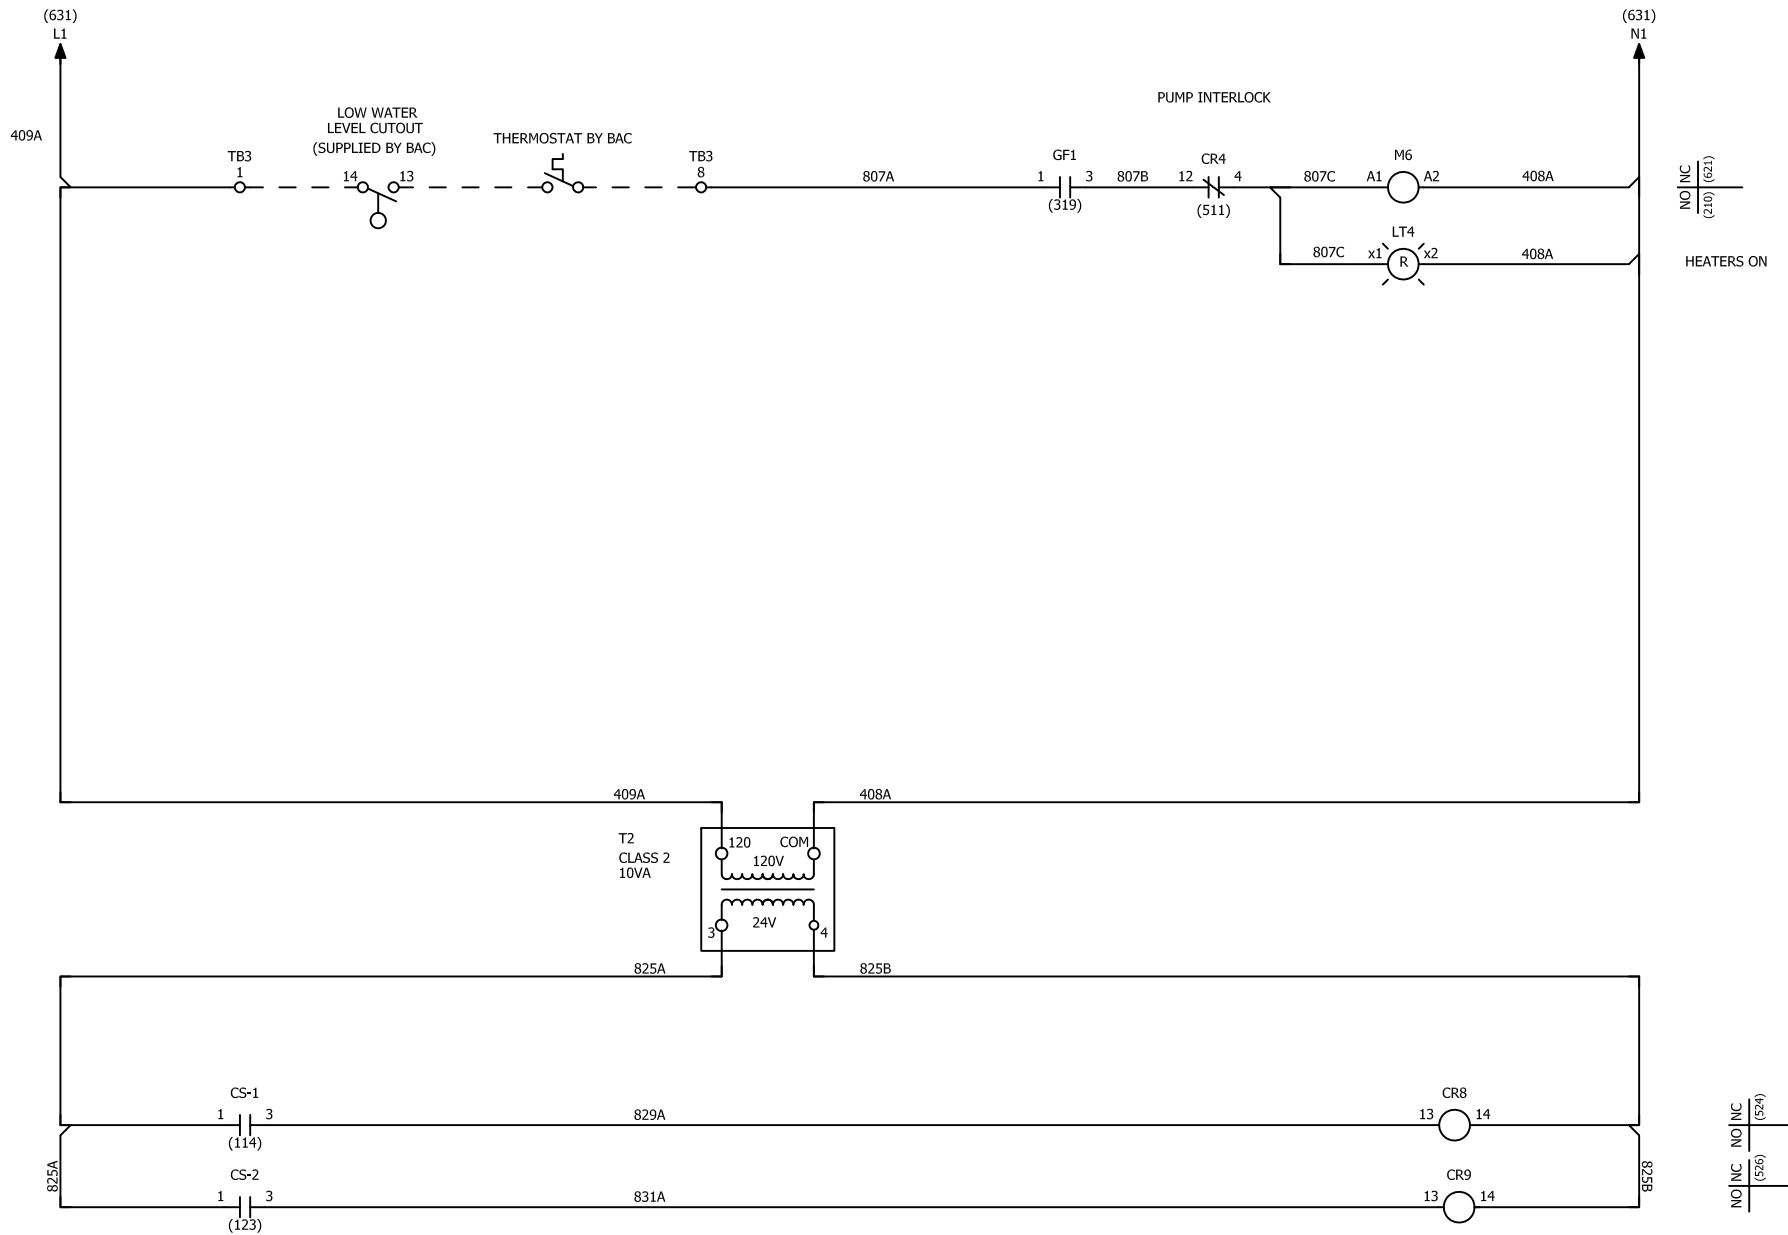 (631)
L1
(631)
N1
PUMP INTERLOCK
409A
LOW WATER
LEVEL CUTOUT
(SUPPLIED BY BAC)
THERMOSTAT BY BAC
TB3
1
14
13
TB3
8
807A
GF1
1
3
(319)
807B
CR4
12
4
(511)
807C
M6
A1
A2
408A
NO NC
(210) (621)
807C
LT4
x1
R
x2
408A
HEATERS ON
409A
408A
T2
CLASS 2
10VA
120
COM
120V
24V
3
4
825A
825B
CS-1
1
3
(114)
829A
CR8
13
14
NO NC
(524)
825A
825B
CS-2
1
3
(123)
831A
CR9
13
14
NO NC
(526)